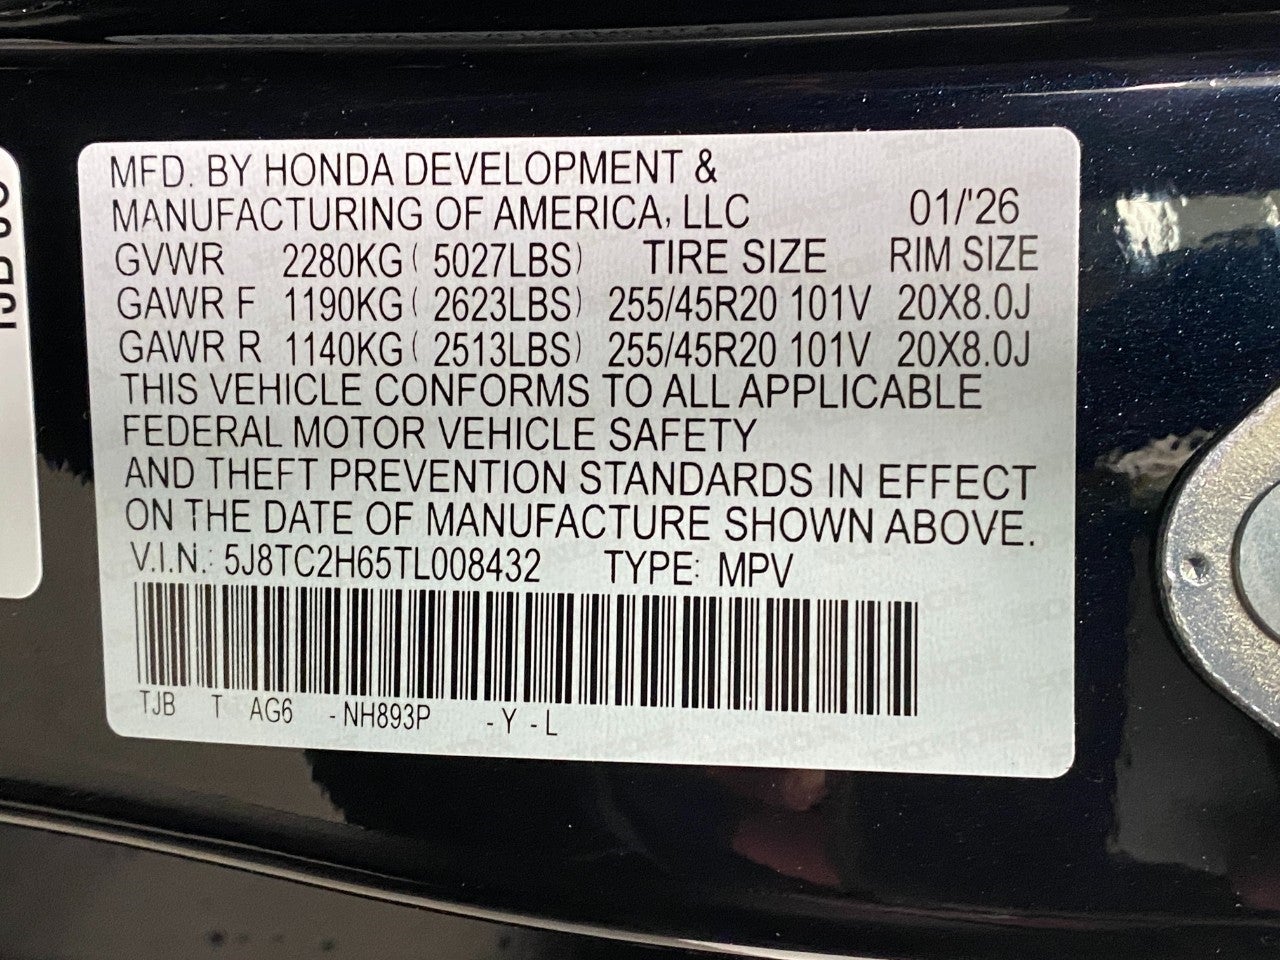 MFD. BY HONDA DEVELOPMENT &
MANUFACTURING OF AMERICA, LLC 01/'26
GVWR 2280KG ( 5027LBS) TIRE SIZE RIM SIZE
GAWR F 1190KG ( 2623LBS) 255/45R20 101V 20X8.0J
GAWR R 1140KG ( 2513LBS) 255/45R20 101V 20X8.0J
THIS VEHICLE CONFORMS TO ALL APPLICABLE
FEDERAL MOTOR VEHICLE SAFETY
AND THEFT PREVENTION STANDARDS IN EFFECT
ON THE DATE OF MANUFACTURE SHOWN ABOVE.
V.I.N.: 5J8TC2H65TL008432 TYPE: MPV
TJB T AG6 -NH893P -Y -L